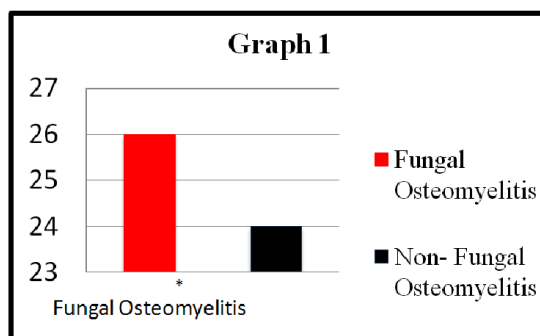 Graph 1
27
26
25
24
23
*
Fungal Osteomyelitis
Fungal
Osteomyelitis
Non- Fungal
Osteomyelitis